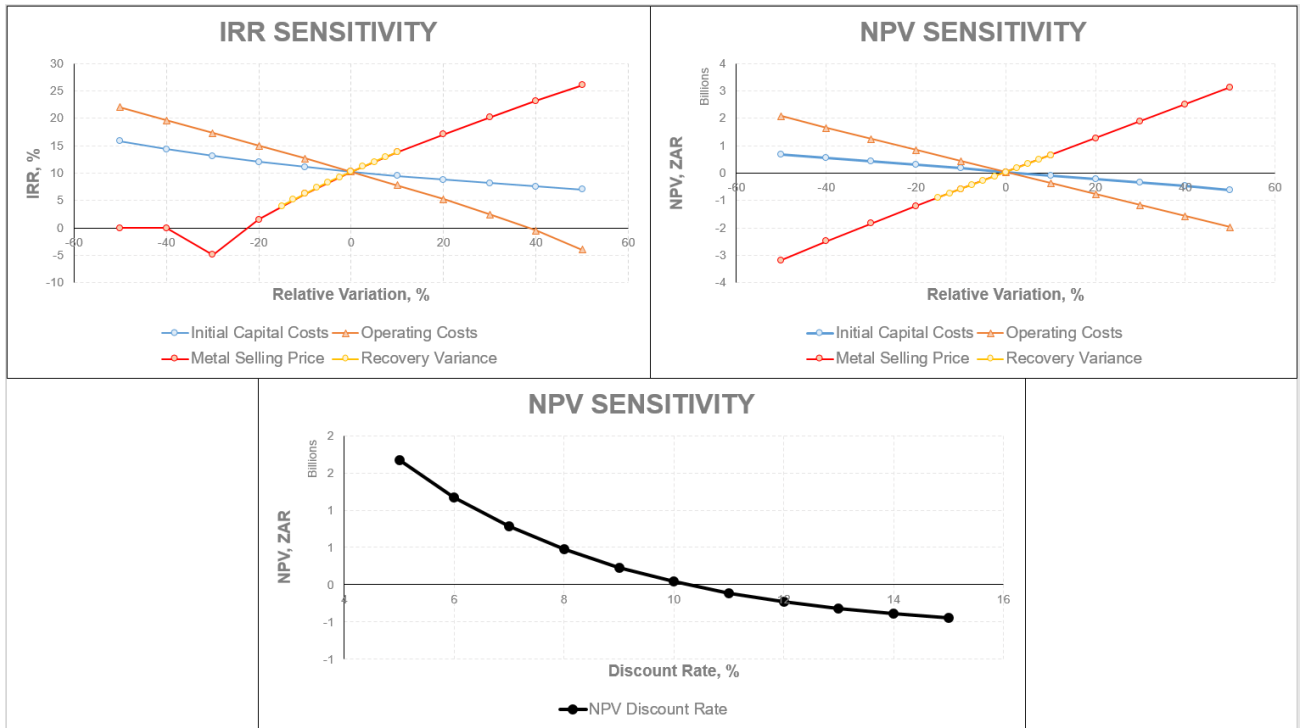 IRR SENSITIVITY
30
25
20
15
10
5
0
-5
-10
-60
-40
-20
0
20
40
60
IRR, %
Relative Variation, %
Initial Capital Costs
Operating Costs
Metal Selling Price
Recovery Variance
NPV SENSITIVITY
Billions
4
3
2
1
0
-1
-2
-3
-4
-60
-40
-20
0
20
40
60
NPV, ZAR
Relative Variation, %
Initial Capital Costs
Operating Costs
Metal Selling Price
Recovery Variance
NPV SENSITIVITY
Billions
2
2
1
1
0
-1
-1
4
6
8
10
12
14
16
NPV, ZAR
Discount Rate, %
NPV Discount Rate